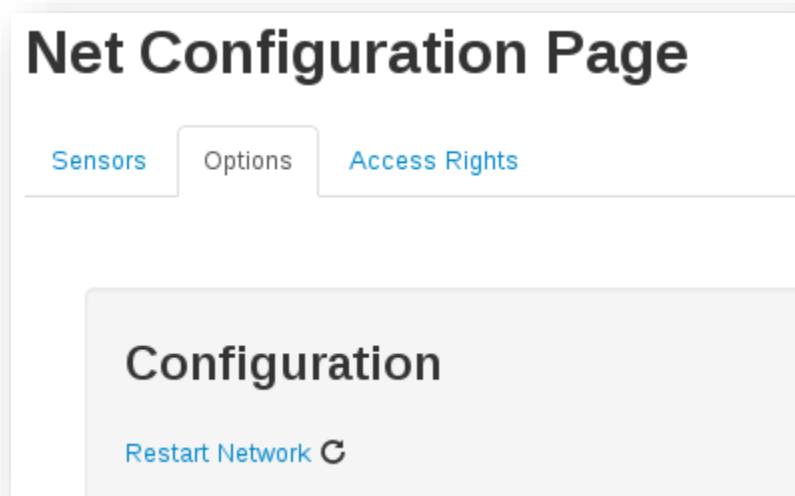 Net Configuration Page
Sensors Options Access Rights
Configuration
Restart Network